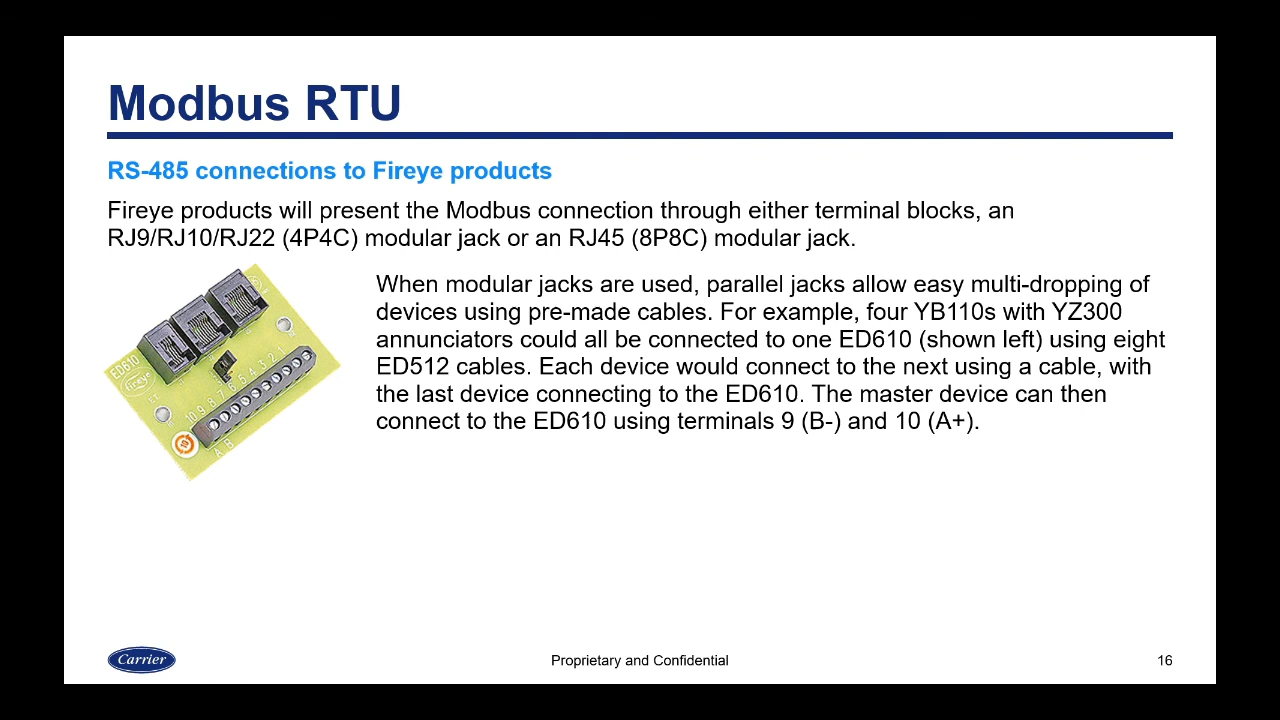 Modbus RTU
RS-485 connections to Fireye products
Fireye products will present the Modbus connection through either terminal blocks, an
RJ9/RJ10/RJ22 (4P4C) modular jack or an RJ45 (8P8C) modular jack.
When modular jacks are used, parallel jacks allow easy multi-dropping of
devices using pre-made cables. For example, four YB110s with YZ300
annunciators could all be connected to one ED610 (shown left) using eight
ED512 cables. Each device would connect to the next using a cable, with
the last device connecting to the ED610. The master device can then
connect to the ED610 using terminals 9 (B-) and 10 (A+).
ED610
fireye
10 9 8 7 6 5 4 3 2 1
A B
Carrier
Proprietary and Confidential
16